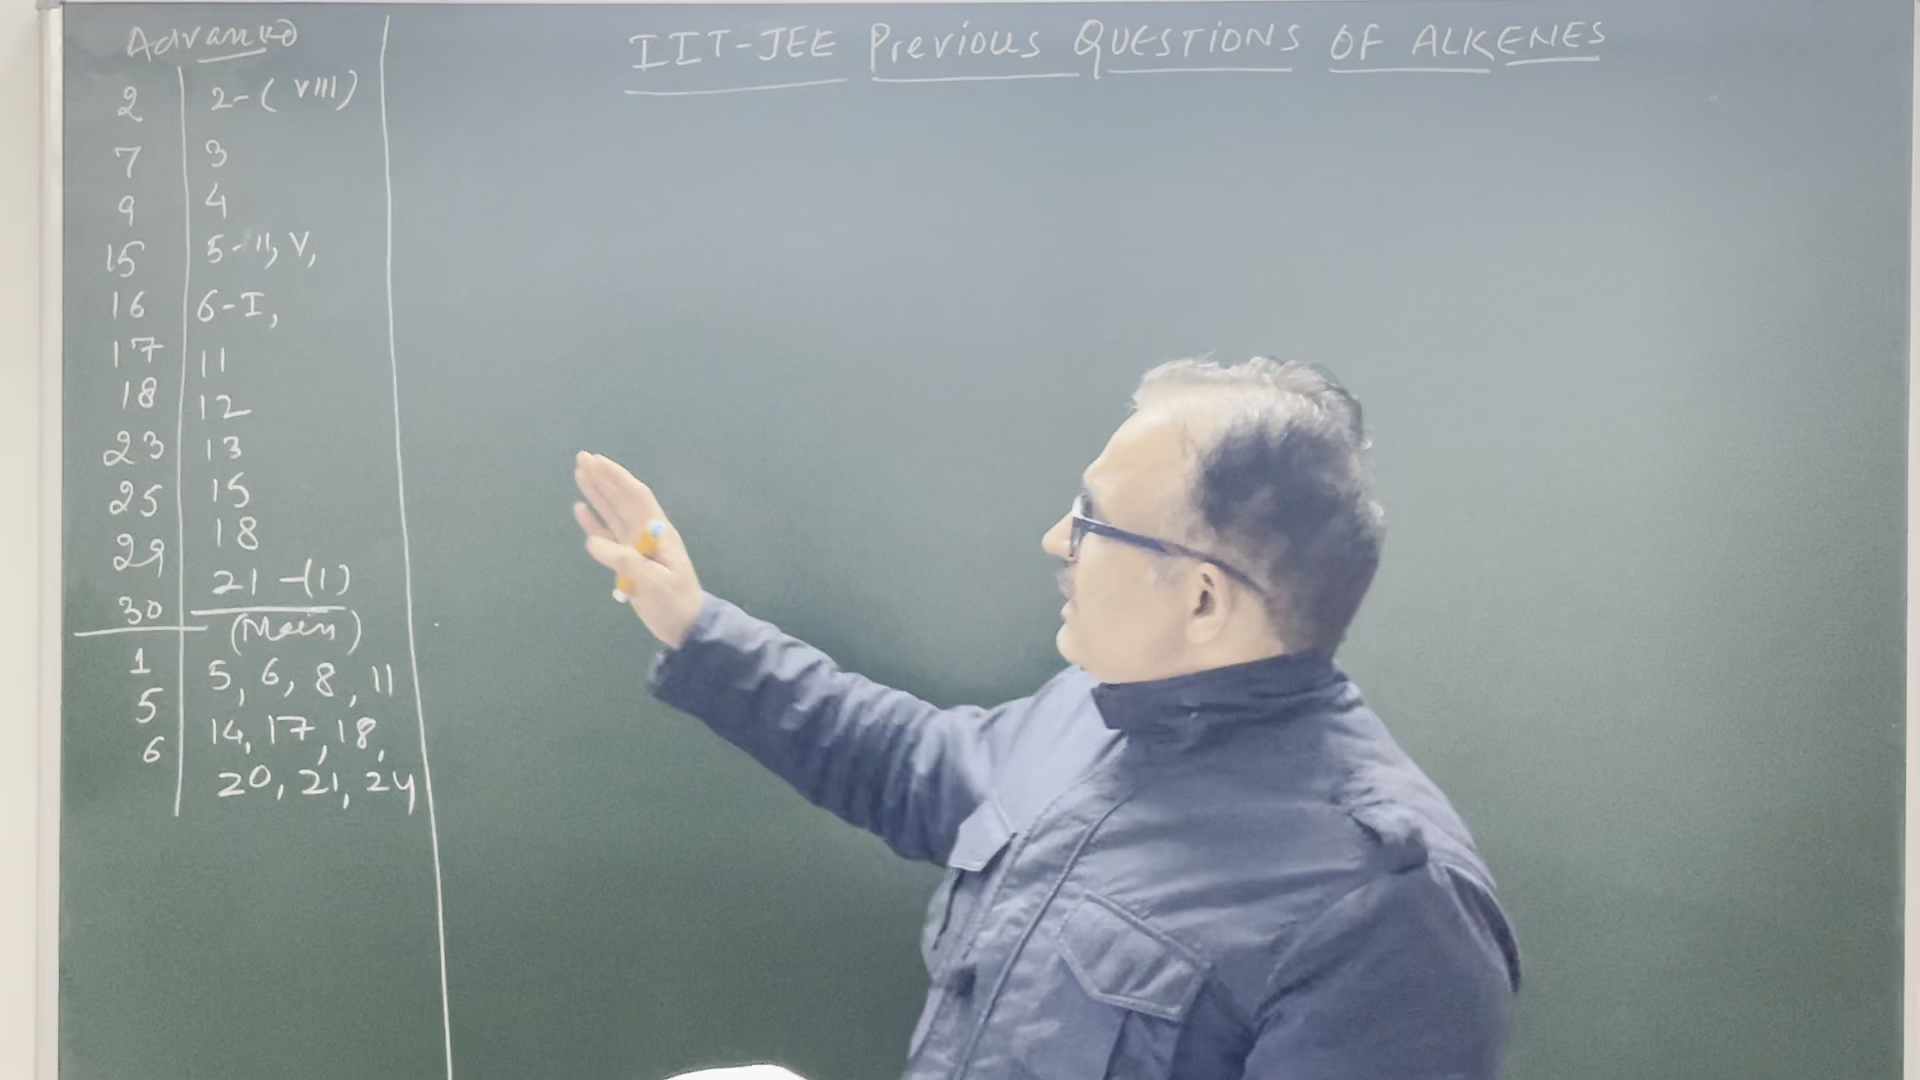 IIT-JEE Previous QUESTIONS OF ALKENES
Advanced
2 2-(VIII)
7 3
9 4
15 5-II, V,
16 6-I,
17 11
18 12
23 13
25 15
29 18
30 21-(1)
(Main)
1 5, 6, 8, 11
5 14, 17, 18,
6 20, 21, 24